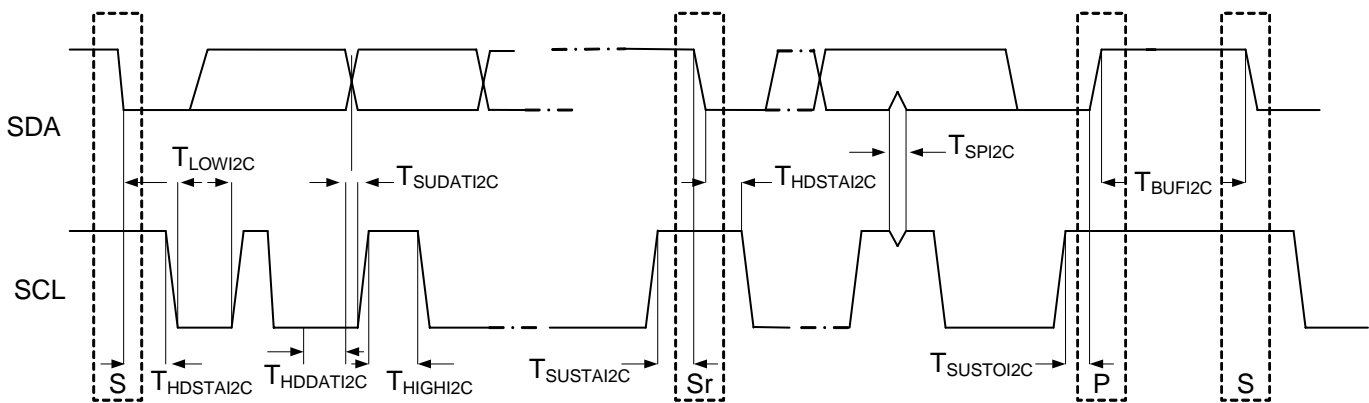 SDA
T_LOWI2C
T_SUDATI2C
T_HDSTAI2C
T_SPI2C
T_BUFI2C
SCL
S
T_HDSTAI2C
T_HDDATI2C
T_HIGHI2C
T_SUSTAI2C
Sr
T_SUSTOI2C
P
S